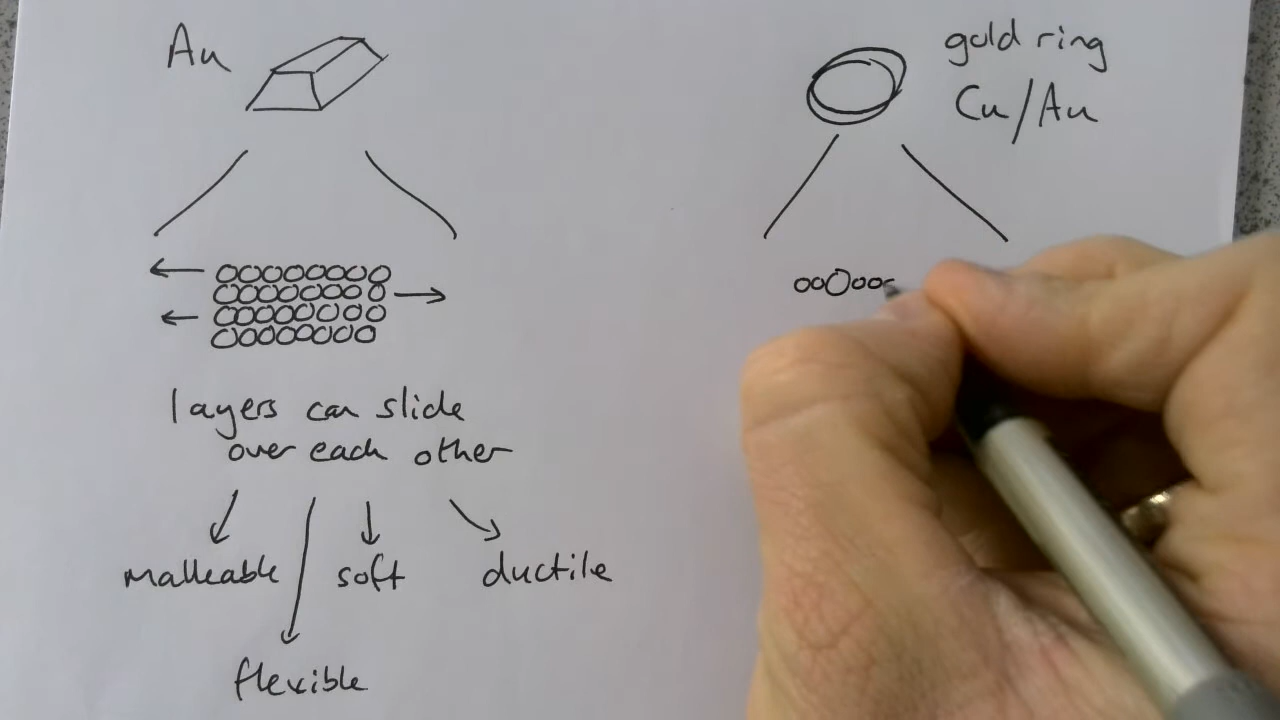 Au
gold ring
Cu/Au
layers can slide
over each other
malleable
soft
ductile
flexible